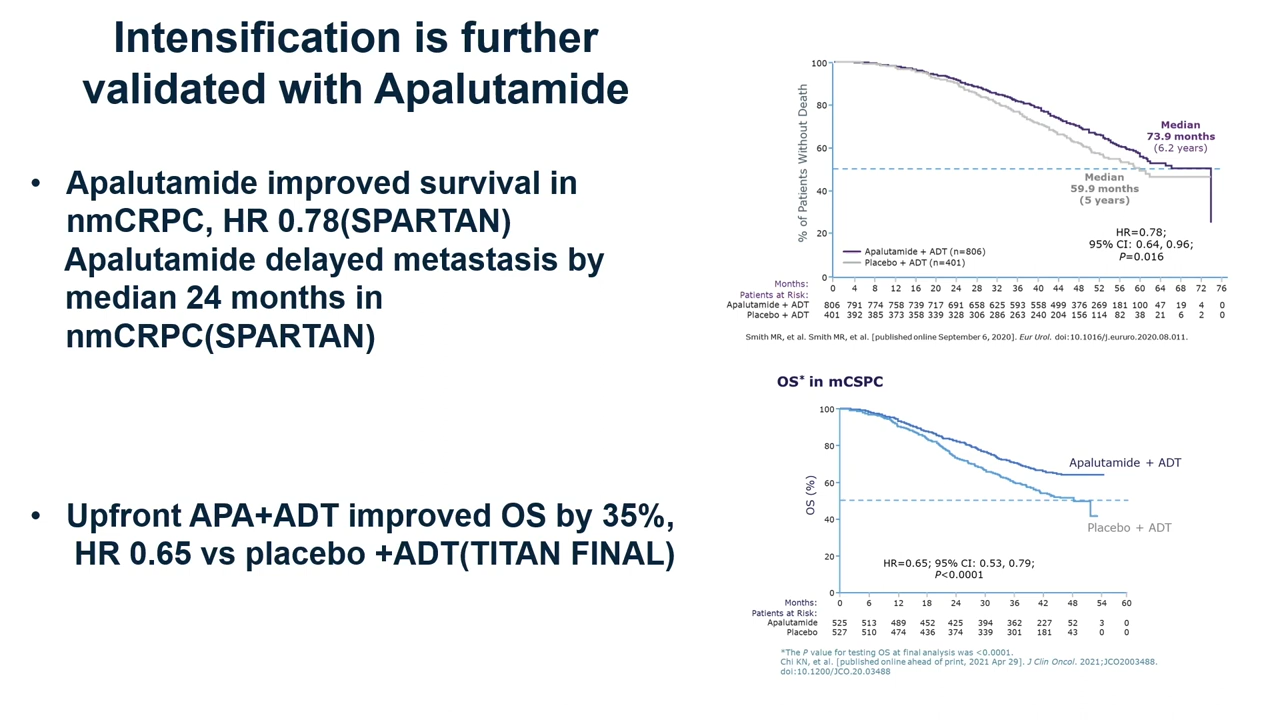 Intensification is further
validated with Apalutamide
• Apalutamide improved survival in
nmCRPC, HR 0.78(SPARTAN)
Apalutamide delayed metastasis by
median 24 months in
nmCRPC(SPARTAN)
• Upfront APA+ADT improved OS by 35%,
HR 0.65 vs placebo +ADT(TITAN FINAL)
% of Patients Without Death
100
80
60
40
20
0
Median
73.9 months
(6.2 years)
Median
59.9 months
(5 years)
HR=0.78;
95% CI: 0.64, 0.96;
P=0.016
Apalutamide + ADT (n=806)
Placebo + ADT (n=401)
Months: 0 4 8 12 16 20 24 28 32 36 40 44 48 52 56 60 64 68 72 76
Patients at Risk:
Apalutamide + ADT 806 791 774 758 739 717 691 658 625 593 558 499 376 269 181 100 47 19 4 0
Placebo + ADT 401 392 385 373 358 339 328 306 286 263 240 204 156 114 82 38 21 6 2 0
Smith MR, et al. Smith MR, et al. [published online September 6, 2020]. Eur Urol. doi:10.1016/j.eururo.2020.08.011.
OS* in mCSPC
OS (%)
100
80
60
40
20
0
Apalutamide + ADT
Placebo + ADT
HR=0.65; 95% CI: 0.53, 0.79;
P<0.0001
Months: 0 6 12 18 24 30 36 42 48 54 60
Patients at Risk:
Apalutamide 525 513 489 452 425 394 362 227 52 3 0
Placebo 527 510 474 436 374 339 301 181 43 0 0
*The P value for testing OS at final analysis was <0.0001.
Chi KN, et al. [published online ahead of print, 2021 Apr 29]. J Clin Oncol. 2021;JCO2003488.
doi:10.1200/JCO.20.03488